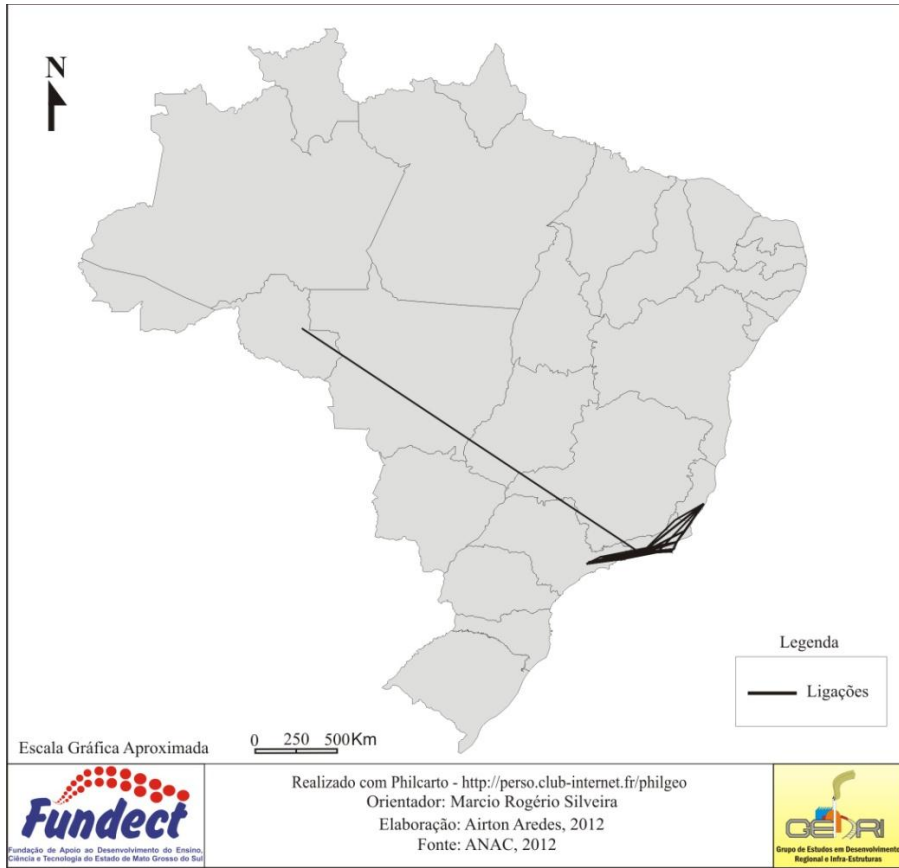 N
Legenda
Ligações
Escala Gráfica Aproximada
0 250 500Km
Fundect
Fundação de Apoio ao Desenvolvimento do Ensino,
Ciência e Tecnologia do Estado de Mato Grosso do Sul
Realizado com Philcarto - http://perso.club-internet.fr/philgeo
Orientador: Marcio Rogério Silveira
Elaboração: Airton Aredes, 2012
Fonte: ANAC, 2012
GEDRI
Grupo de Estudos em Desenvolvimento
Regional e Infra-Estruturas